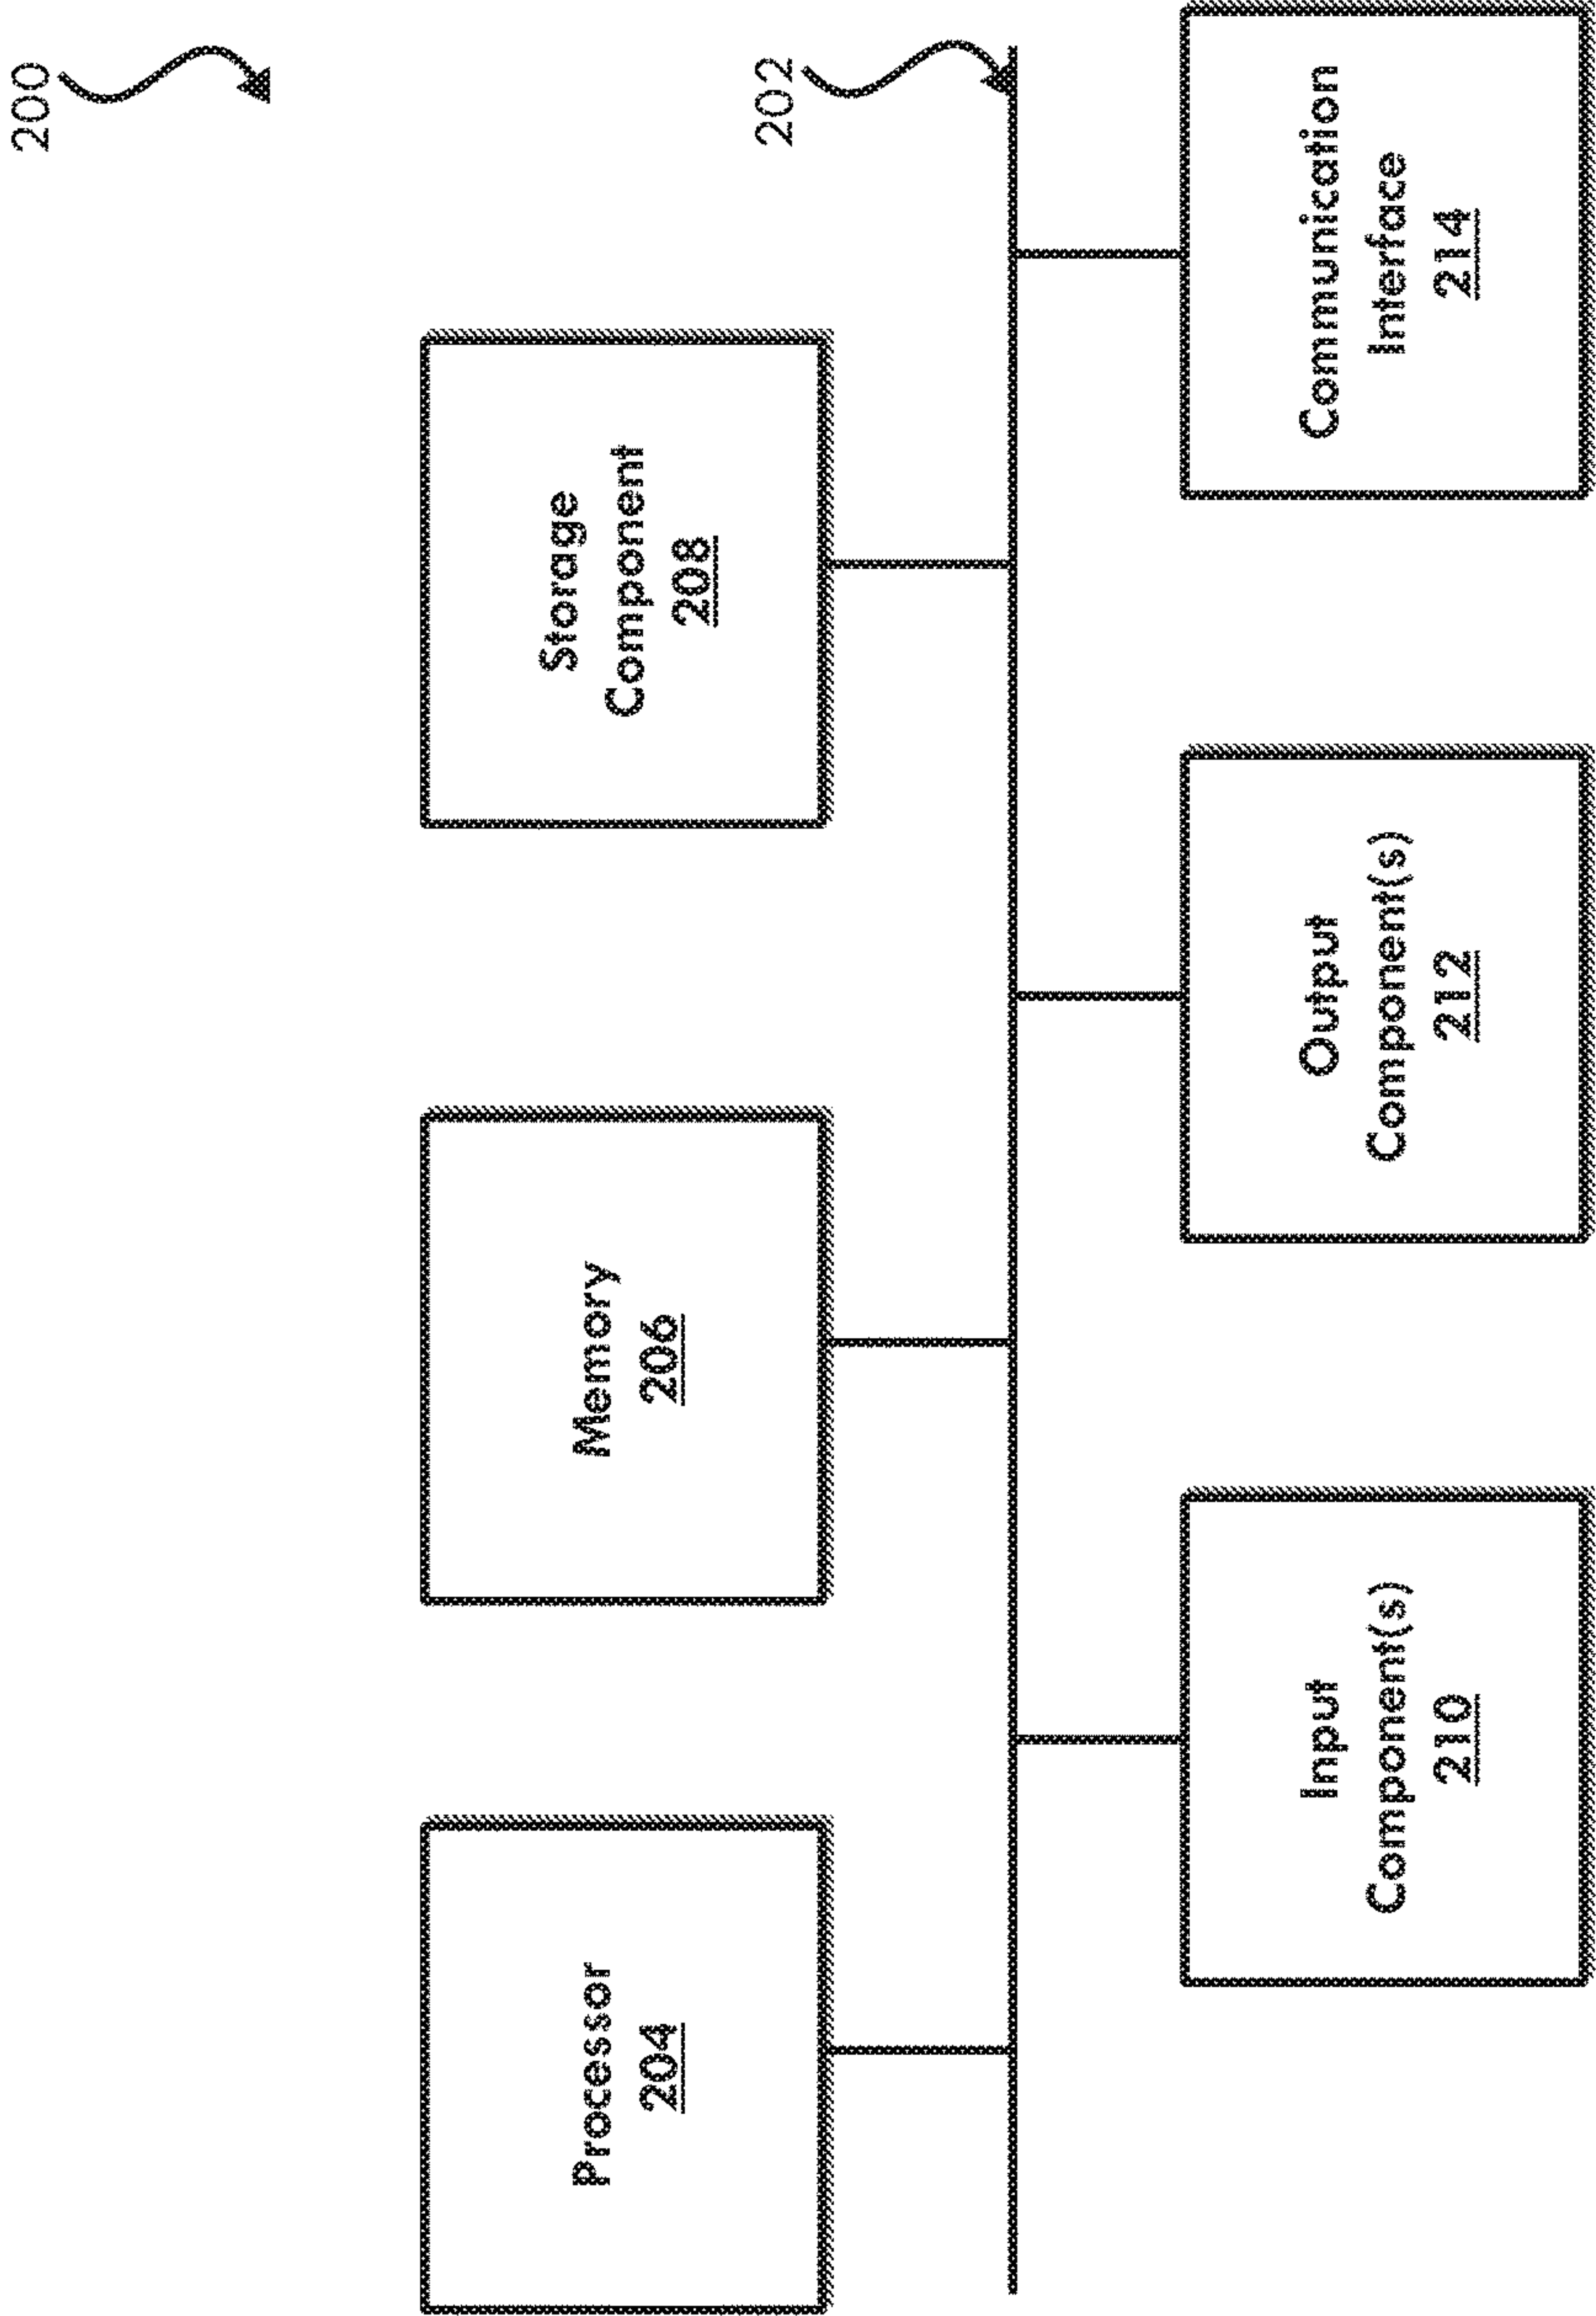 200
Processor
204
Memory
206
Storage
Component
208
202
Input
Component(s)
210
Output
Component(s)
212
Communication
Interface
214